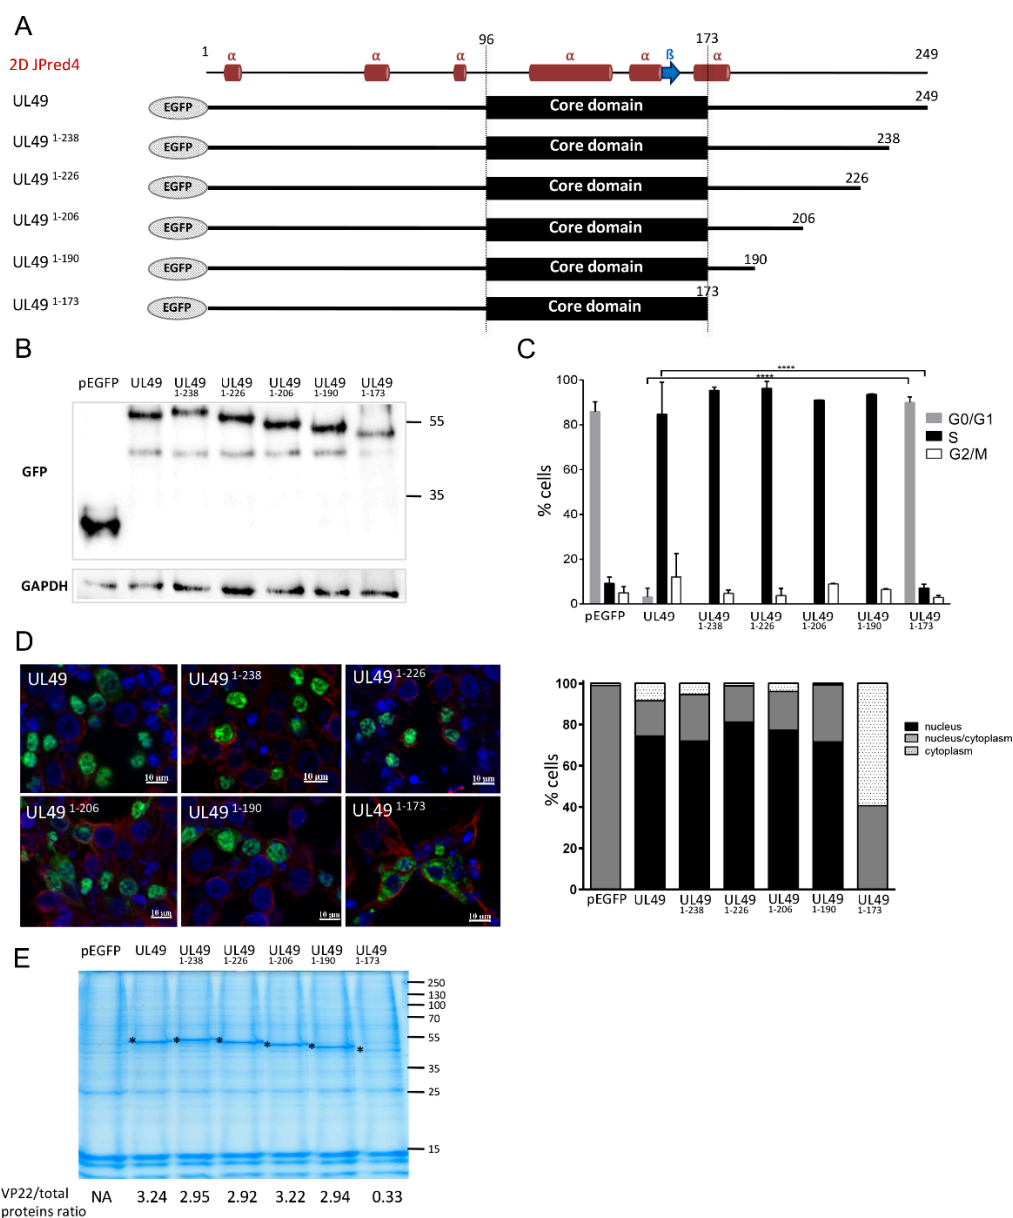 A
1
96
173
249
2D JPred4
α
α
α
α
α
ß
α
UL49
EGFP
Core domain
249
UL49 1-238
EGFP
Core domain
238
UL49 1-226
EGFP
Core domain
226
UL49 1-206
EGFP
Core domain
206
UL49 1-190
EGFP
Core domain
190
UL49 1-173
EGFP
Core domain
173
B
pEGFP UL49 UL49 UL49 UL49 UL49 UL49
1-238 1-226 1-206 1-190 1-173
GFP
55
35
GAPDH
C
****
****
100
80
60
40
20
0
% cells
G0/G1
S
G2/M
pEGFP UL49 UL49 UL49 UL49 UL49 UL49
1-238 1-226 1-206 1-190 1-173
D
UL49
10 µm
UL49 1-238
10 µm
UL49 1-226
10 µm
UL49 1-206
10 µm
UL49 1-190
10 µm
UL49 1-173
10 µm
100
80
60
40
20
0
% cells
nucleus
nucleus/cytoplasm
cytoplasm
pEGFP UL49 UL49 UL49 UL49 UL49 UL49
1-238 1-226 1-206 1-190 1-173
E
pEGFP UL49 UL49 UL49 UL49 UL49 UL49
1-238 1-226 1-206 1-190 1-173
* * * * * *
250
130
100
70
55
35
25
15
VP22/total
proteins ratio
NA 3.24 2.95 2.92 3.22 2.94 0.33